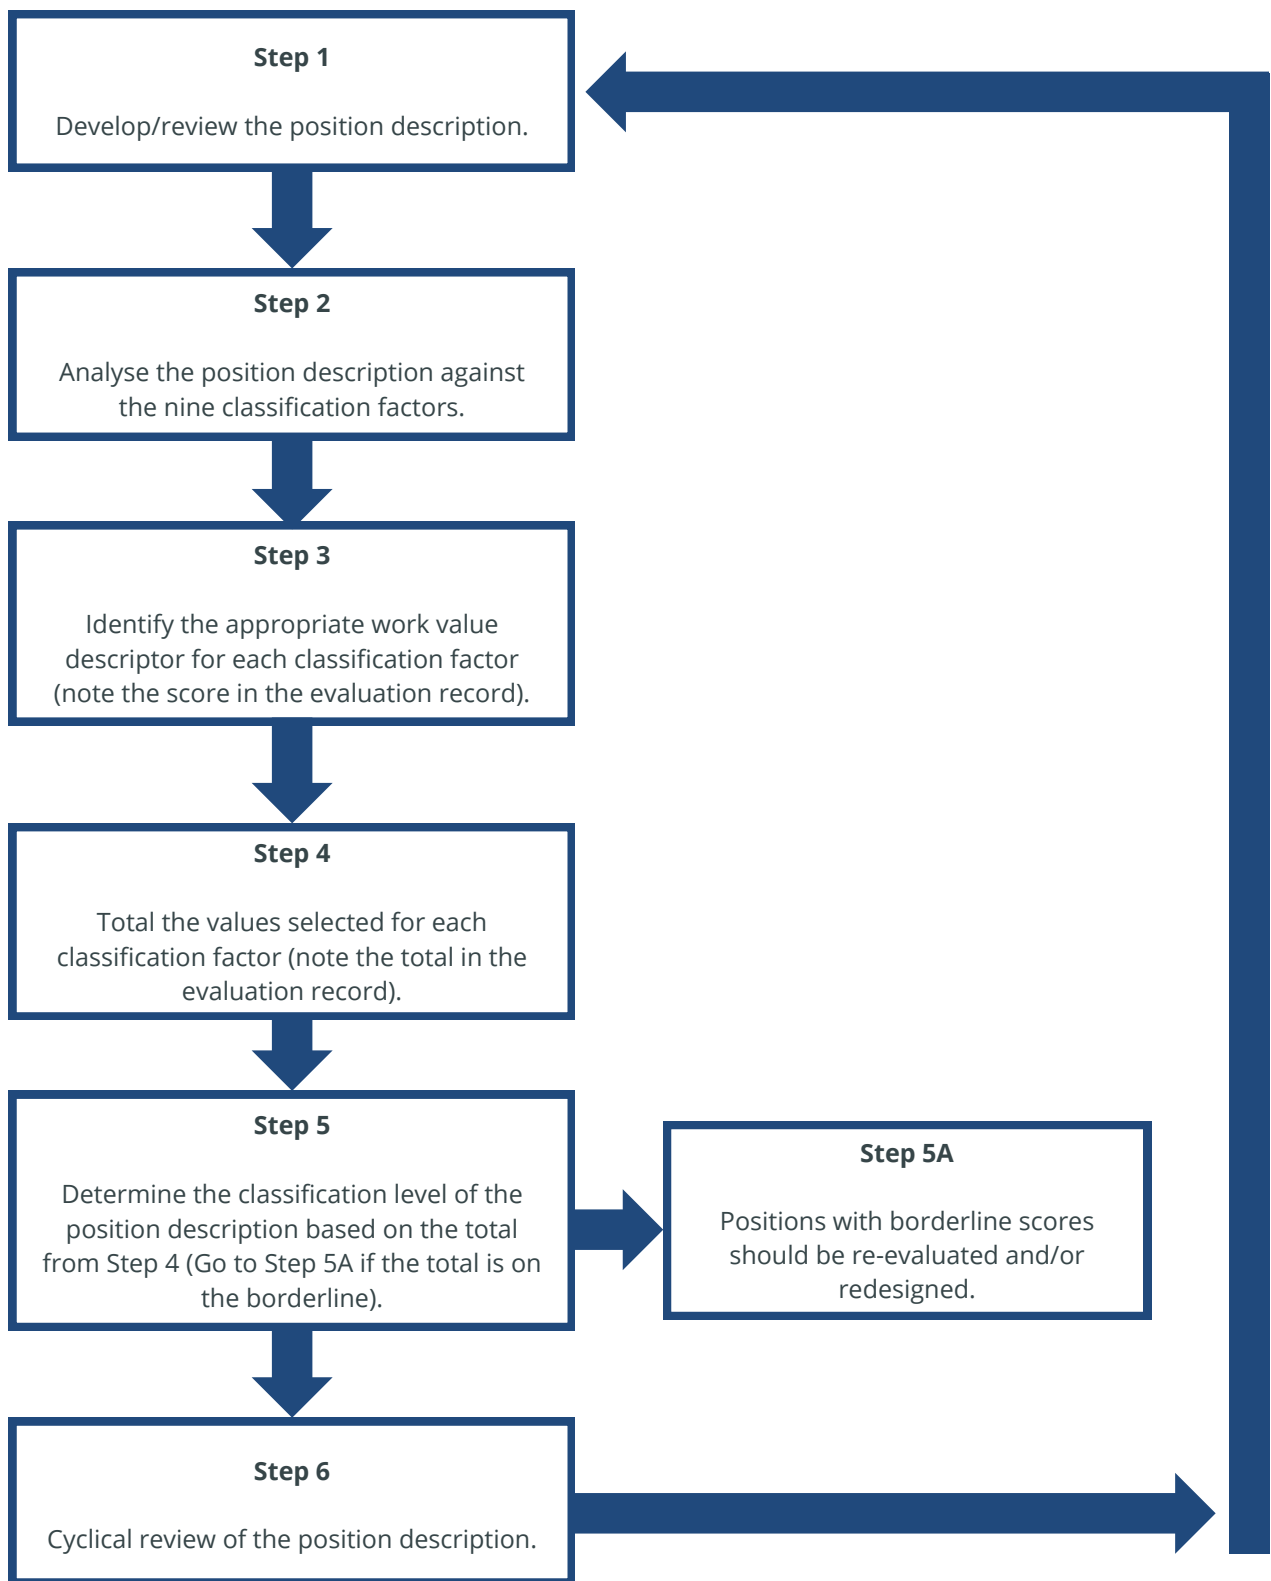 Step 1
Develop/review the position description.
Step 2
Analyse the position description against
the nine classification factors.
Step 3
Identify the appropriate work value
descriptor for each classification factor
(note the score in the evaluation record).
Step 4
Total the values selected for each
classification factor (note the total in the
evaluation record).
Step 5
Determine the classification level of the
position description based on the total
from Step 4 (Go to Step 5A if the total is on
the borderline).
Step 5A
Positions with borderline scores
should be re-evaluated and/or
redesigned.
Step 6
Cyclical review of the position description.